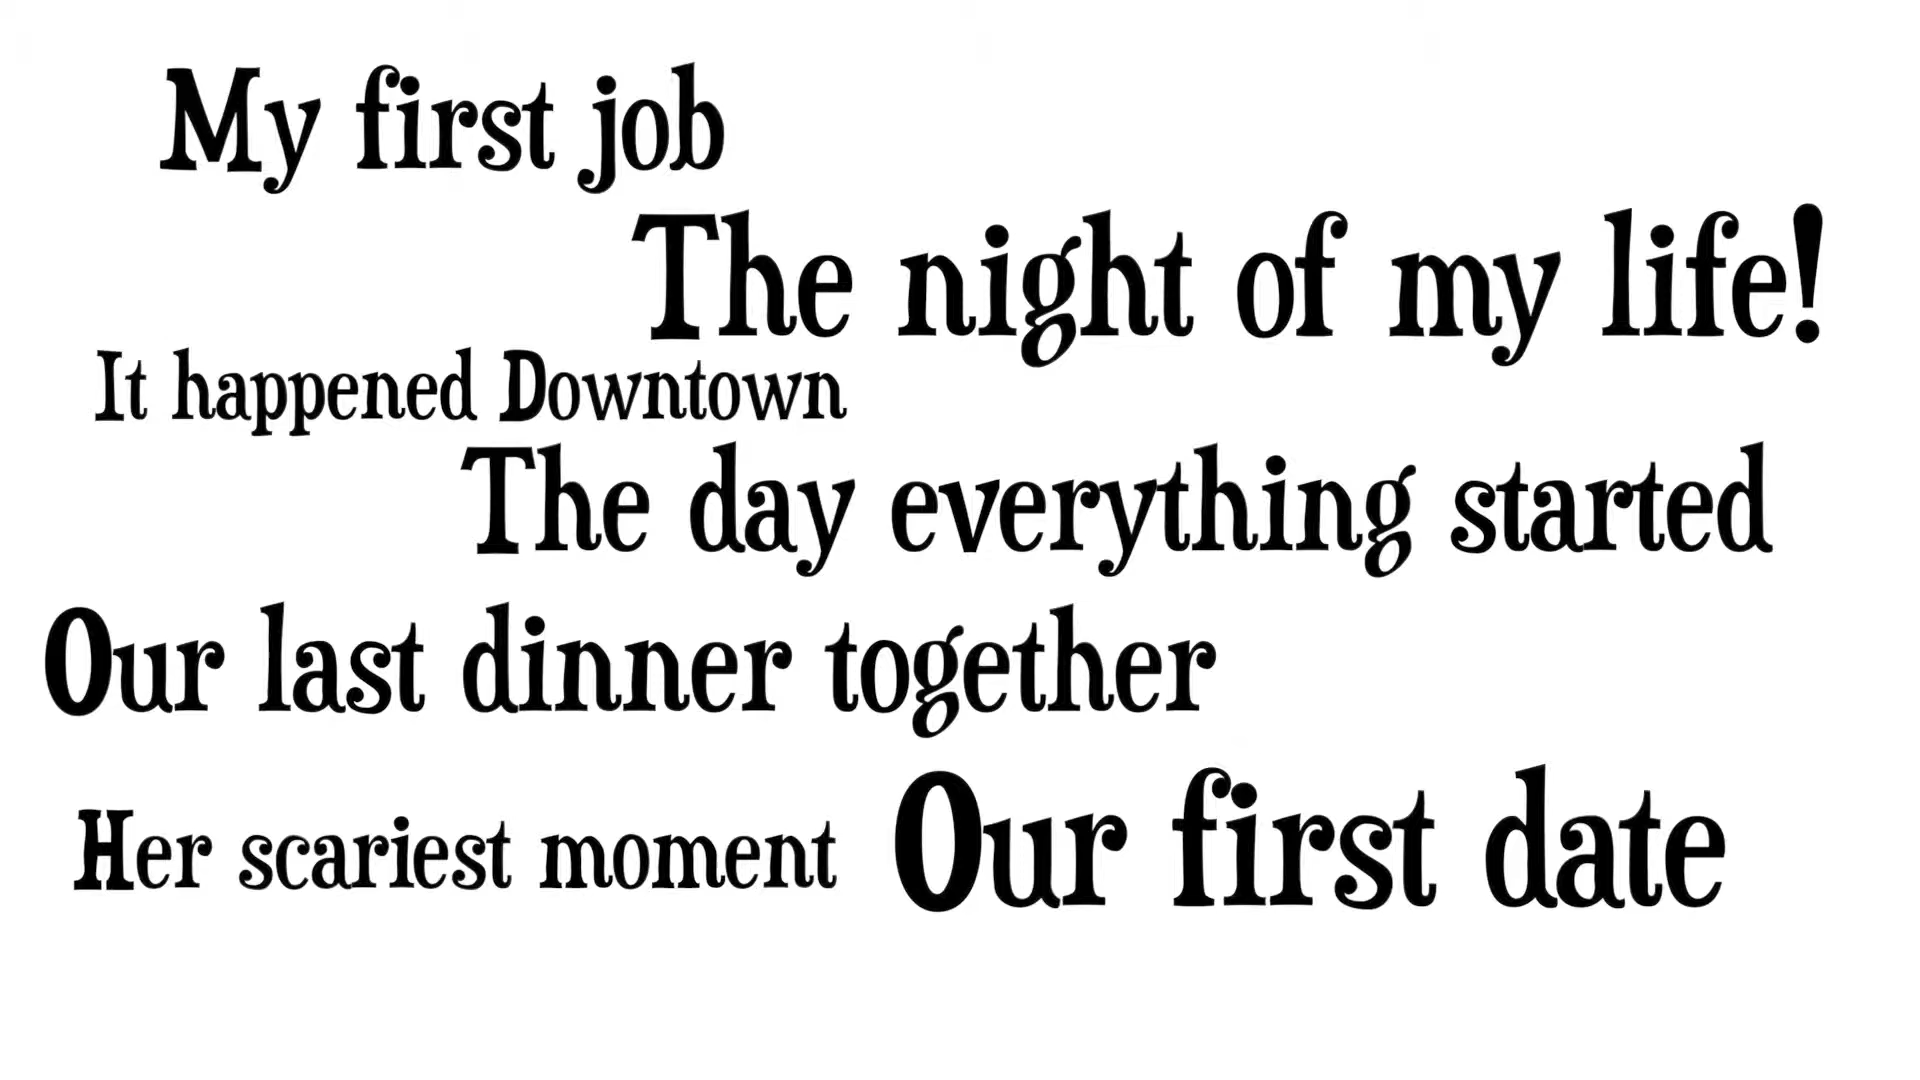 My first job
The night of my life!
It happened Downtown
The day everything started
Our last dinner together
Her scariest moment
Our first date